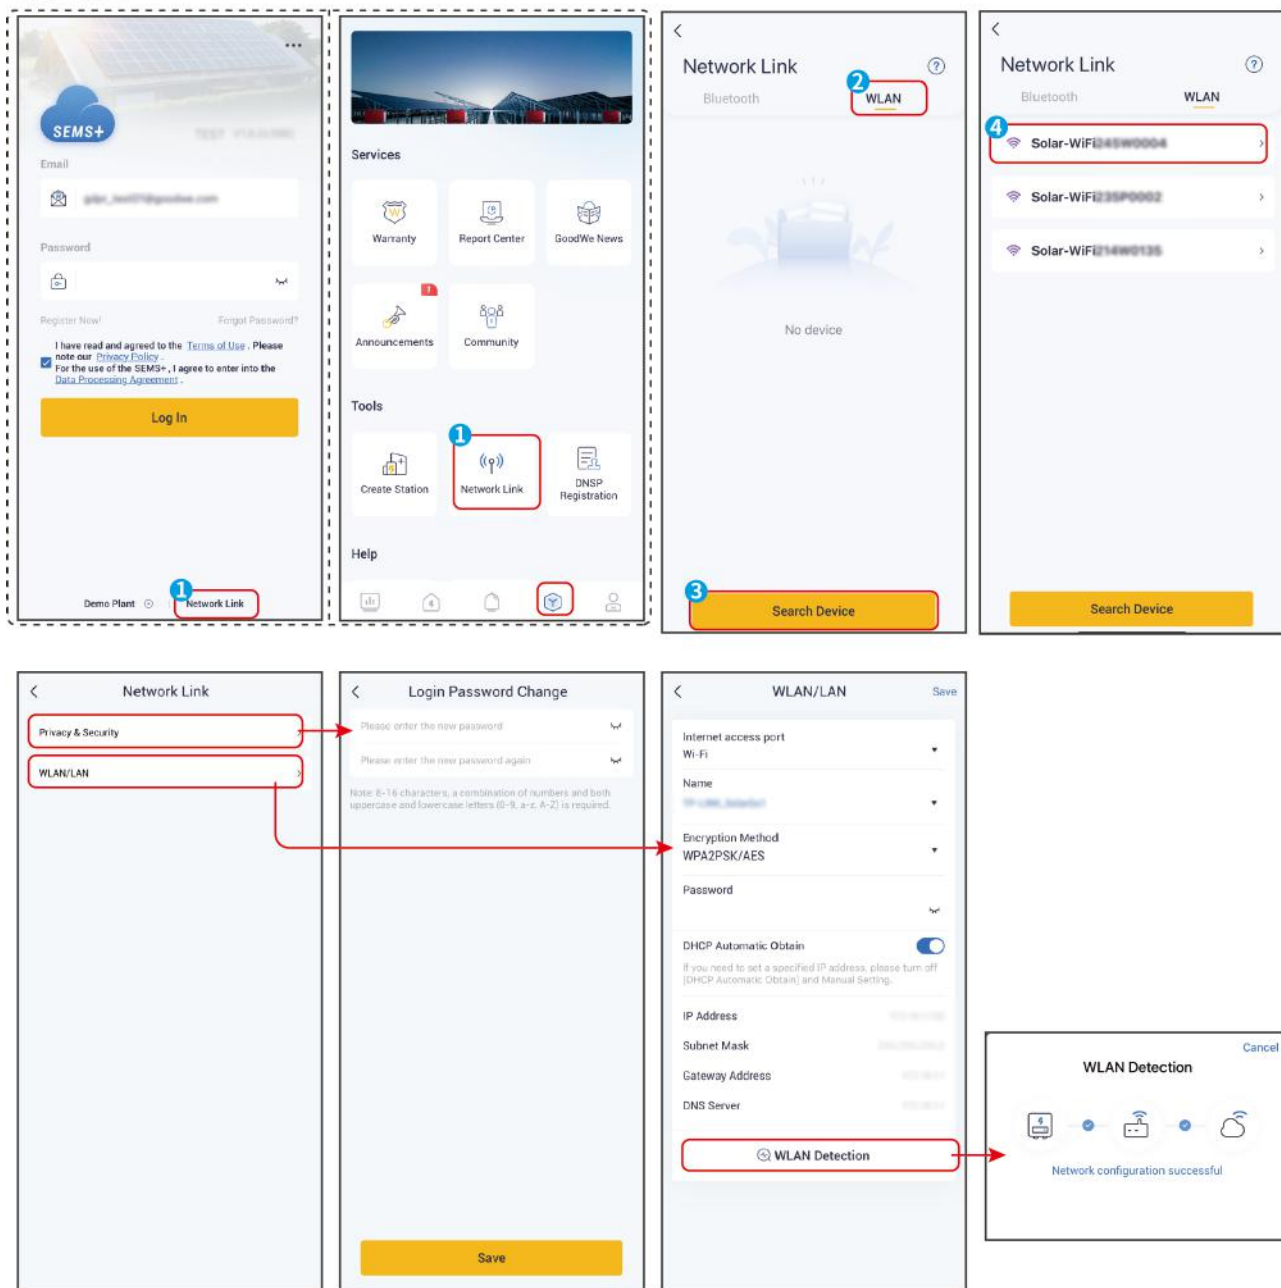 SEMS+
Email
Password
Register Now!
Forgot Password?
I have read and agreed to the Terms of Use . Please
note our Privacy Policy .
For the use of the SEMS+, I agree to enter into the
Data Processing Agreement .
Log In
1
Demo Plant
Network Link
Services
Warranty
Report Center
GoodWe News
Announcements
Community
Tools
1
Create Station
Network Link
DNSP
Registration
Help
Network Link
2
Bluetooth
WLAN
No device
3
Search Device
Network Link
Bluetooth
WLAN
4
Solar-WiFi
Solar-WiFi
Solar-WiFi
Search Device
Network Link
Privacy & Security
WLAN/LAN
Login Password Change
Please enter the new password
Please enter the new password again
Note: 8-16 characters, a combination of numbers and both
uppercase and lowercase letters (0-9, a-z, A-Z) is required.
Save
WLAN/LAN
Save
Internet access port
Wi-Fi
Name
Encryption Method
WPA2PSK/AES
Password
DHCP Automatic Obtain
If you need to set a specified IP address, please turn off
[DHCP Automatic Obtain] and Manual Setting.
IP Address
Subnet Mask
Gateway Address
DNS Server
WLAN Detection
Cancel
WLAN Detection
Network configuration successful